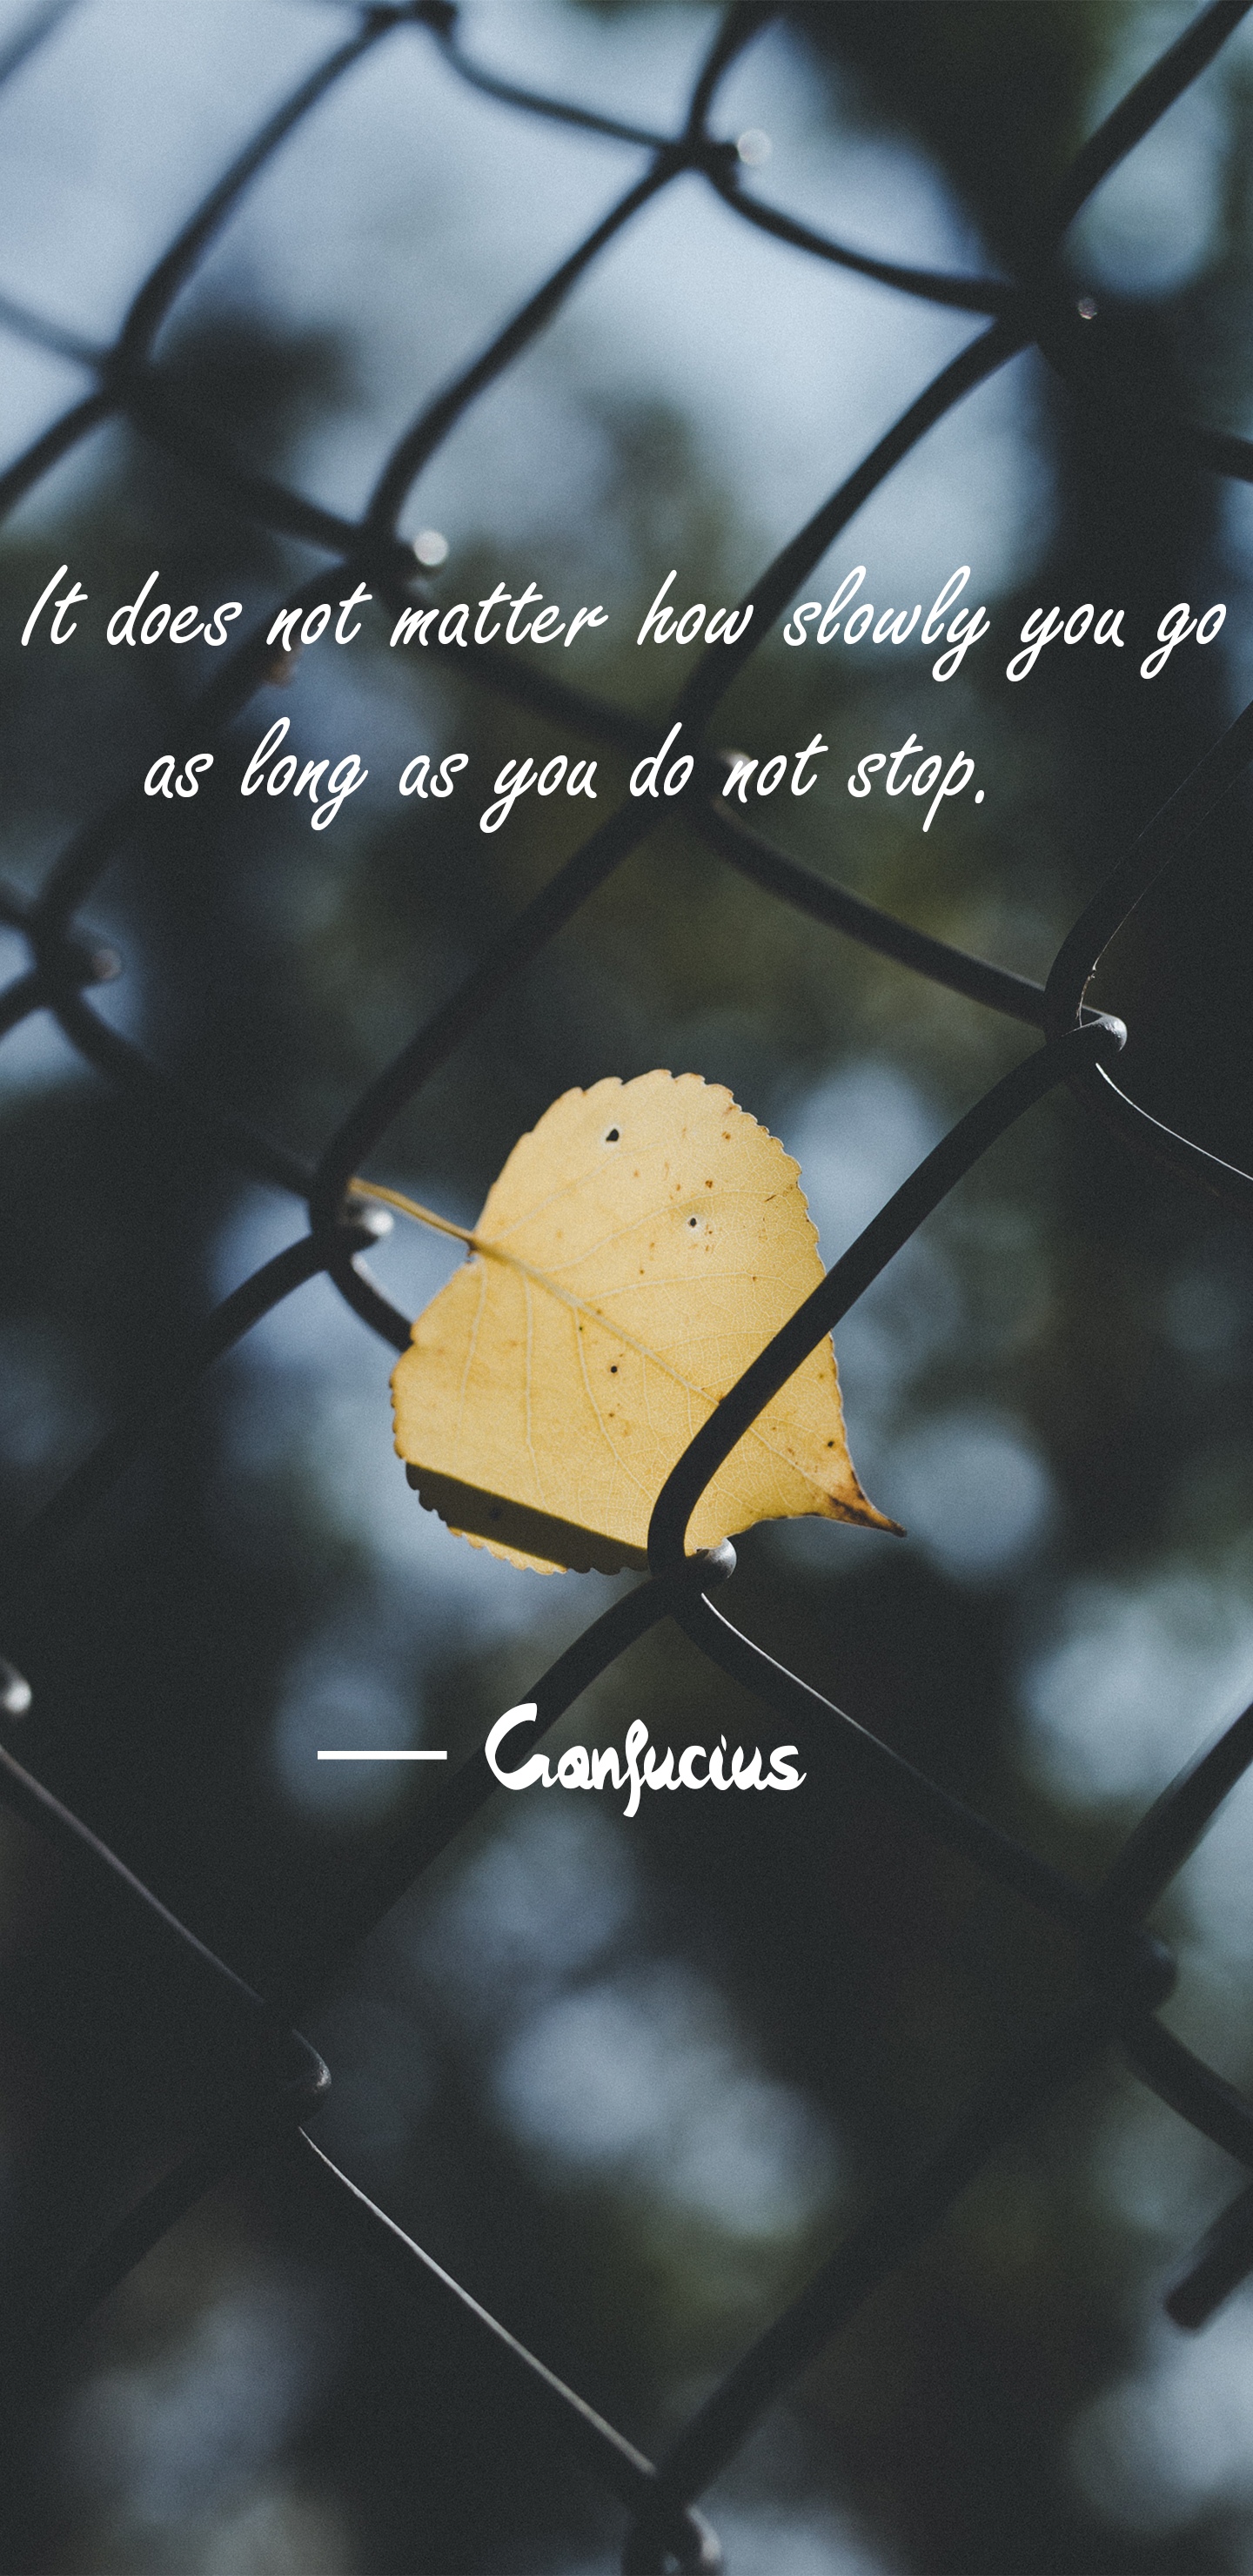 It does not matter how slowly you go
as long as you do not stop.
— Confucius